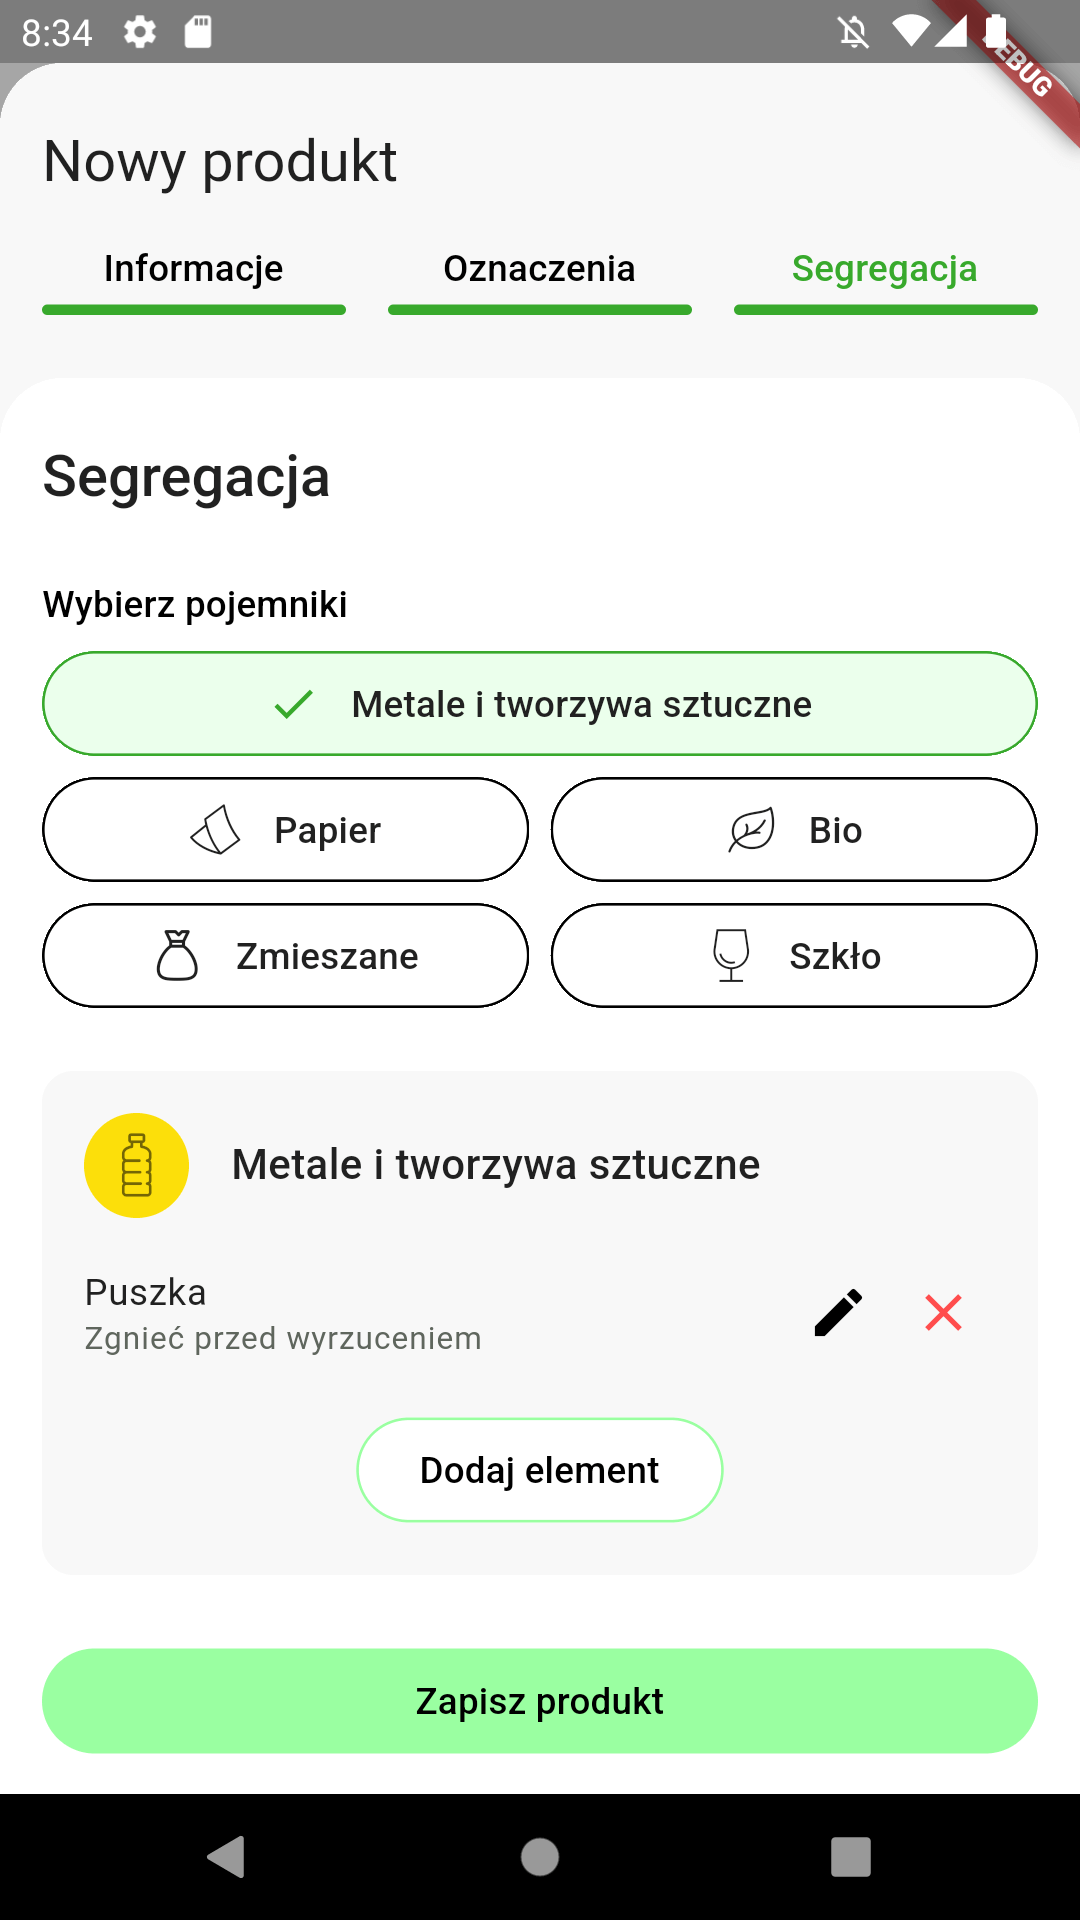 8:34
DEBUG
Nowy produkt
Informacje Oznaczenia Segregacja
Segregacja
Wybierz pojemniki
Metale i tworzywa sztuczne
Papier Bio
Zmieszane Szkło
Metale i tworzywa sztuczne
Puszka
Zgnieć przed wyrzuceniem
Dodaj element
Zapisz produkt